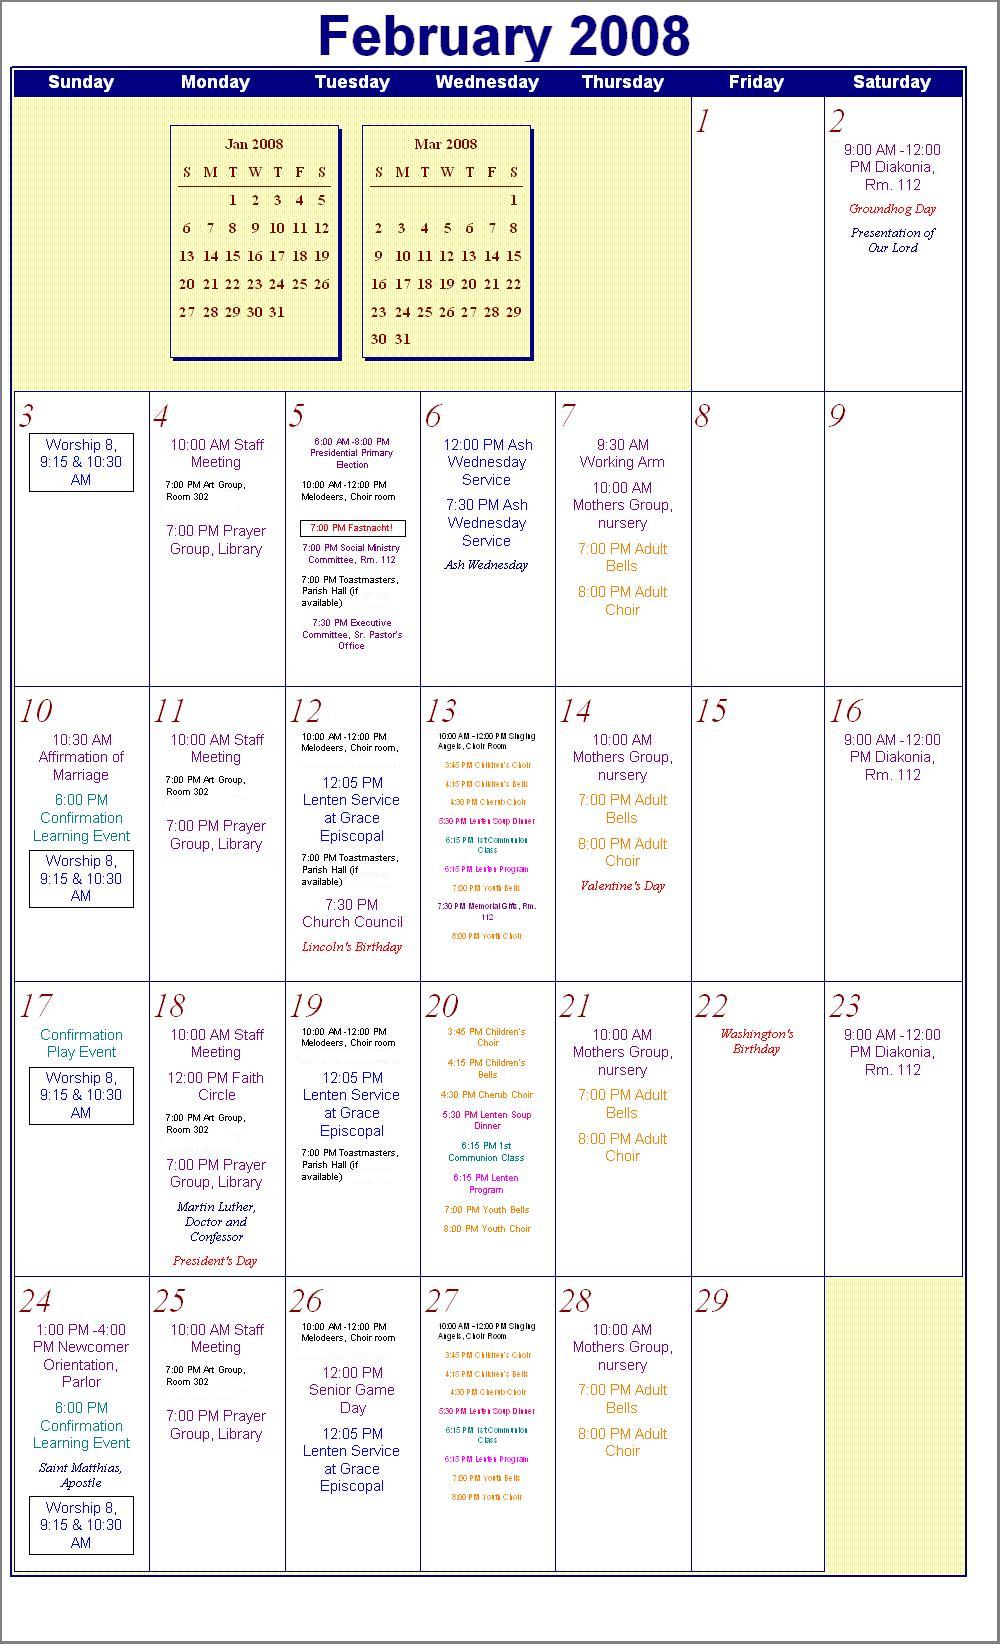 February 2008
Sunday Monday Tuesday Wednesday Thursday Friday Saturday
Jan 2008
S M T W T F S
1 2 3 4 5
6 7 8 9 10 11 12
13 14 15 16 17 18 19
20 21 22 23 24 25 26
27 28 29 30 31
Mar 2008
S M T W T F S
1
2 3 4 5 6 7 8
9 10 11 12 13 14 15
16 17 18 19 20 21 22
23 24 25 26 27 28 29
30 31
1
2
9:00 AM -12:00
PM Diakonia,
Rm. 112
Groundhog Day
Presentation of
Our Lord
3
Worship 8,
9:15 & 10:30
AM
4
10:00 AM Staff
Meeting
7:00 PM Art Group,
Room 302
7:00 PM Prayer
Group, Library
5
6:00 AM -8:00 PM
Presidential Primary
Election
10:00 AM -12:00 PM
Melodeers, Choir room
7:00 PM Fastnacht!
7:00 PM Social Ministry
Committee, Rm. 112
7:00 PM Toastmasters,
Parish Hall (if
available)
7:30 PM Executive
Committee, Sr. Pastor's
Office
6
12:00 PM Ash
Wednesday
Service
7:30 PM Ash
Wednesday
Service
Ash Wednesday
7
9:30 AM
Working Arm
10:00 AM
Mothers Group,
nursery
7:00 PM Adult
Bells
8:00 PM Adult
Choir
8
9
10
10:30 AM
Affirmation of
Marriage
6:00 PM
Confirmation
Learning Event
Worship 8,
9:15 & 10:30
AM
11
10:00 AM Staff
Meeting
7:00 PM Art Group,
Room 302
7:00 PM Prayer
Group, Library
12
10:00 AM -12:00 PM
Melodeers, Choir room,
12:05 PM
Lenten Service
at Grace
Episcopal
7:00 PM Toastmasters,
Parish Hall (if
available)
7:30 PM
Church Council
Lincoln's Birthday
13
10:00 AM -12:00 PM Singing
Angels, Choir Room
3:45 PM Children's Choir
4:15 PM Children's Bells
4:30 PM Cherub Choir
5:30 PM Lenten Soup Dinner
6:15 PM 1st Communion
Class
6:15 PM Lenten Program
7:00 PM Youth Bells
7:30 PM Memorial Gifts, Rm.
112
8:00 PM Youth Choir
14
10:00 AM
Mothers Group,
nursery
7:00 PM Adult
Bells
8:00 PM Adult
Choir
Valentine's Day
15
16
9:00 AM -12:00
PM Diakonia,
Rm. 112
17
Confirmation
Play Event
Worship 8,
9:15 & 10:30
AM
18
10:00 AM Staff
Meeting
12:00 PM Faith
Circle
7:00 PM Art Group,
Room 302
7:00 PM Prayer
Group, Library
Martin Luther,
Doctor and
Confessor
President's Day
19
10:00 AM -12:00 PM
Melodeers, Choir room
12:05 PM
Lenten Service
at Grace
Episcopal
7:00 PM Toastmasters,
Parish Hall (if
available)
20
3:45 PM Children's
Choir
4:15 PM Children's
Bells
4:30 PM Cherub Choir
5:30 PM Lenten Soup
Dinner
6:15 PM 1st
Communion Class
6:15 PM Lenten
Program
7:00 PM Youth Bells
8:00 PM Youth Choir
21
10:00 AM
Mothers Group,
nursery
7:00 PM Adult
Bells
8:00 PM Adult
Choir
22
Washington's
Birthday
23
9:00 AM -12:00
PM Diakonia,
Rm. 112
24
1:00 PM -4:00
PM Newcomer
Orientation,
Parlor
6:00 PM
Confirmation
Learning Event
Saint Matthias,
Apostle
Worship 8,
9:15 & 10:30
AM
25
10:00 AM Staff
Meeting
7:00 PM Art Group,
Room 302
7:00 PM Prayer
Group, Library
26
10:00 AM -12:00 PM
Melodeers, Choir room
12:00 PM
Senior Game
Day
12:05 PM
Lenten Service
at Grace
Episcopal
27
10:00 AM -12:00 PM Singing
Angels, Choir Room
3:45 PM Children's Choir
4:15 PM Children's Bells
4:30 PM Cherub Choir
5:30 PM Lenten Soup Dinner
6:15 PM 1st Communion
Class
6:15 PM Lenten Program
7:00 PM Youth Bells
8:00 PM Youth Choir
28
10:00 AM
Mothers Group,
nursery
7:00 PM Adult
Bells
8:00 PM Adult
Choir
29